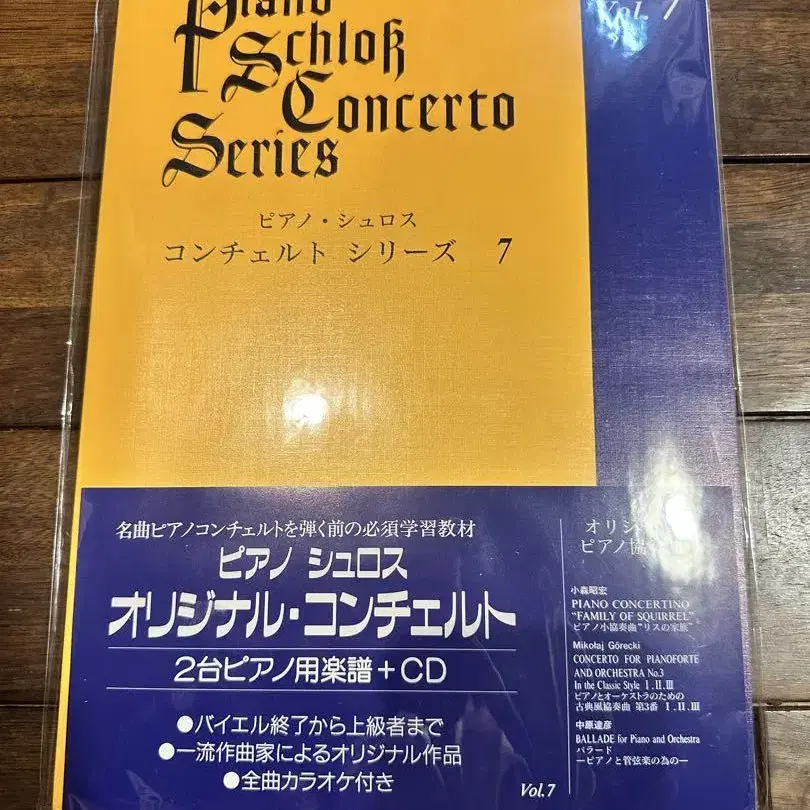 Piano
Schloß
Concerto
Series
Vol. 7
ピアノ・シュロス
コンチェルト シリーズ 7
名曲ピアノコンチェルトを弾く前の必須学習教材
ピアノ シュロス
オリジナル・コンチェルト
2台ピアノ用楽譜+CD
●バイエル終了から上級者まで
●一流作曲家によるオリジナル作品
●全曲カラオケ付き
Vol.7
オリジ
ピアノ協
小森昭宏
PIANO CONCERTINO
"FAMILY OF SQUIRREL"
ピアノ小協奏曲"リスの家族"
Mikołaj Górecki
CONCERTO FOR PIANOFORTE
AND ORCHESTRA No.3
In the Classic Style I.II.III
ピアノとオーケストラのための
古典風協奏曲 第3番 I.II.III
中原達彦
BALLADE for Piano and Orchestra
バラード
―ピアノと管弦楽の為の―